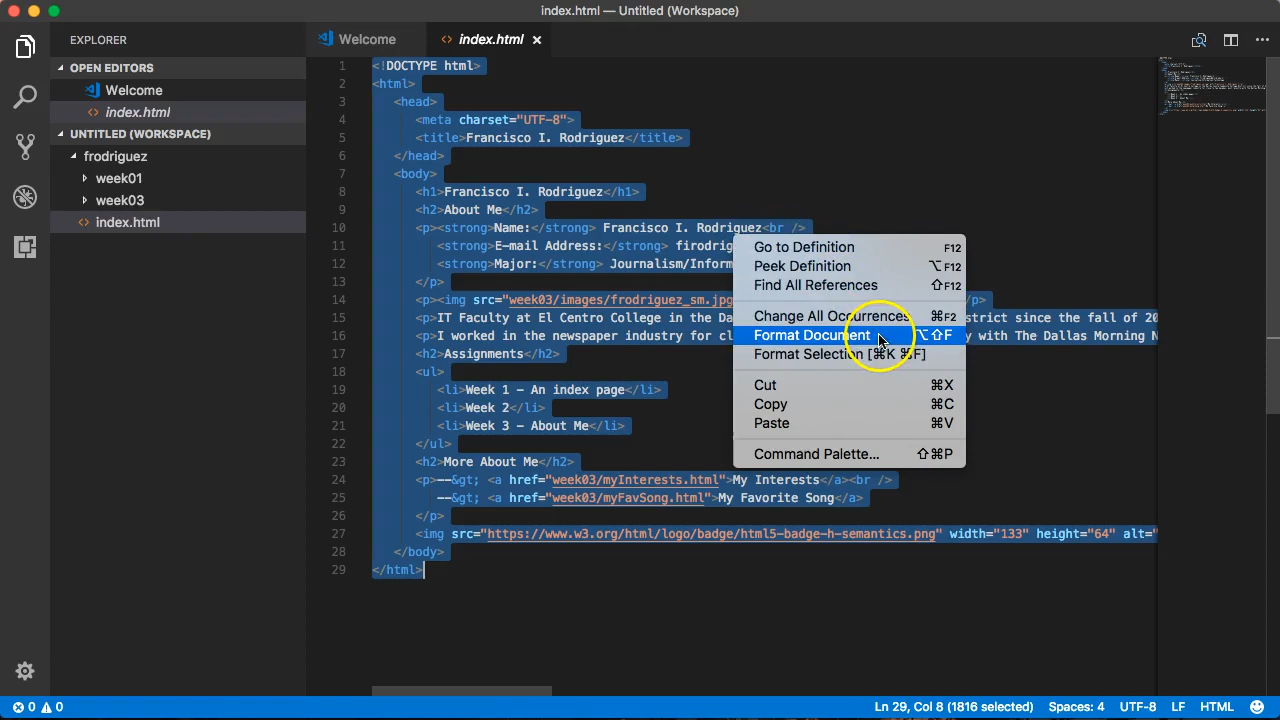 index.html — Untitled (Workspace)
EXPLORER
OPEN EDITORS
Welcome
index.html
UNTITLED (WORKSPACE)
frodriguez
week01
week03
index.html
Welcome
index.html
1 <!DOCTYPE html>
2 <html>
3 <head>
4 <meta charset="UTF-8">
5 <title>Francisco I. Rodriguez</title>
6 </head>
7 <body>
8 <h1>Francisco I. Rodriguez</h1>
9 <h2>About Me</h2>
10 <p><strong>Name:</strong> Francisco I. Rodriguez<br />
11 <strong>E-mail Address:</strong> firodrig
12 <strong>Major:</strong> Journalism/Inform
13 </p>
14 <p><img src="week03/images/frodriguez_sm.jpg /p>
15 <p>IT Faculty at El Centro College in the Da strict since the fall of 20
16 <p>I worked in the newspaper industry for cl y with The Dallas Morning N
17 <h2>Assignments</h2>
18 <ul>
19 <li>Week 1 – An index page</li>
20 <li>Week 2</li>
21 <li>Week 3 – About Me</li>
22 </ul>
23 <h2>More About Me</h2>
24 <p>--&gt; <a href="week03/myInterests.html">My Interests</a><br />
25 --&gt; <a href="week03/myFavSong.html">My Favorite Song</a>
26 </p>
27 <img src="https://www.w3.org/html/logo/badge/html5-badge-h-semantics.png" width="133" height="64" alt="
28 </body>
29 </html>
Go to Definition F12
Peek Definition ⌥F12
Find All References ⇧F12
Change All Occurrences ⌘F2
Format Document ⌥⇧F
Format Selection [⌘K ⌘F]
Cut ⌘X
Copy ⌘C
Paste ⌘V
Command Palette... ⇧⌘P
0 0
Ln 29, Col 8 (1816 selected) Spaces: 4 UTF-8 LF HTML